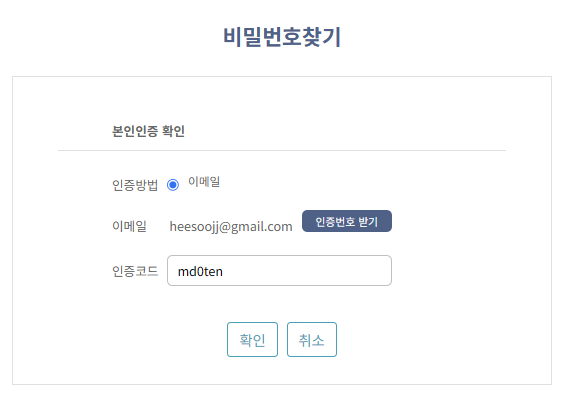 비밀번호찾기
본인인증 확인
인증방법 이메일
이메일 heesoojj@gmail.com 인증번호 받기
인증코드 md0ten
확인 취소